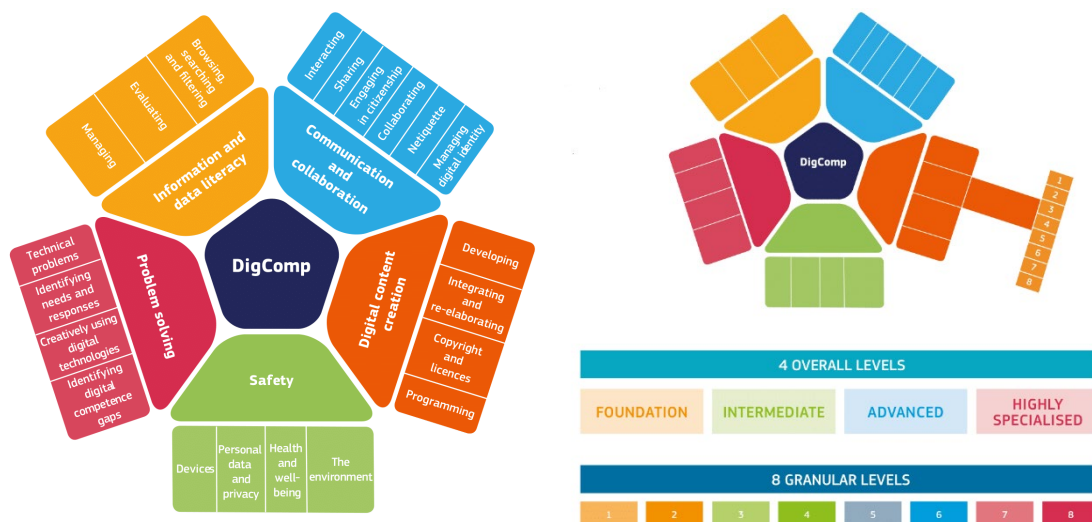 Browsing,
searching
and filtering
Evaluating
Managing
Information and
data literacy
Interacting
Sharing
Engaging
in citizenship
Collaborating
Netiquette
Managing
digital identity
Communication
and
collaboration
Developing
Integrating
and
re-elaborating
Copyright
and
licences
Programming
Digital content
creation
Devices
Personal
data and
privacy
Health
and
well-
being
The
environment
Safety
Technical
problems
Identifying
needs and
responses
Creatively using
digital
technologies
Identifying
digital
competence
gaps
Problem solving
DigComp
DigComp
1
2
3
4
5
6
7
8
4 OVERALL LEVELS
FOUNDATION
INTERMEDIATE
ADVANCED
HIGHLY
SPECIALISED
8 GRANULAR LEVELS
1 2 3 4 5 6 7 8